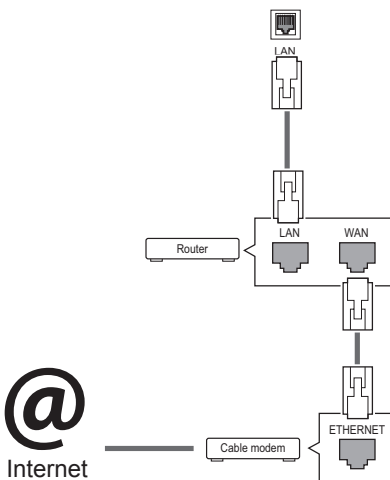 LAN
LAN WAN
Router
ETHERNET
@
Cable modem
Internet